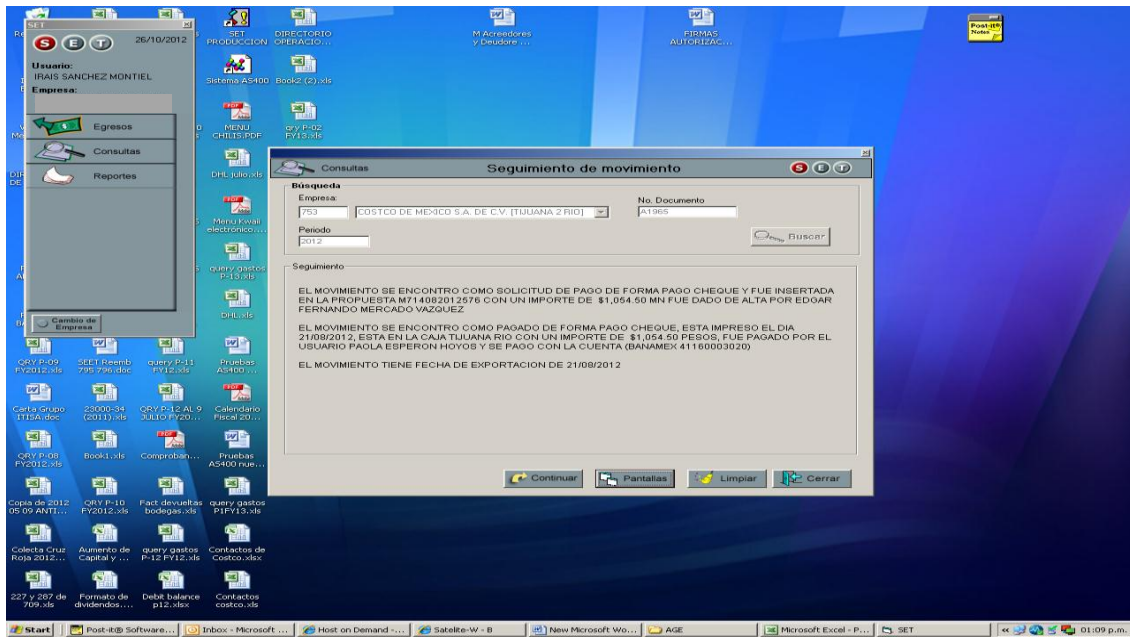 SET
S E T
26/10/2012
Usuario:
IRAIS SANCHEZ MONTIEL
Empresa:
Egresos
Consultas
Reportes
Cambio de
Empresa
SET
PRODUCCION
DIRECTORIO
OPERACIO...
M Acreedores
y Deudore ...
FIRMAS
AUTORIZAC...
Post-it®
Notes
Sistema AS400
Book2 (2).xls
MENU
CHILTS.PDF
qry P-02
FY13.xls
DHL julio.xls
Menu Kwali
electronico....
query gastos
P-13.xls
DHL.xls
Consultas
Seguimiento de movimiento
S E T
Búsqueda
Empresa:
753
COSTCO DE MEXICO S.A. DE C.V. [TIJUANA 2 RIO]
No. Documento
A1965
Periodo
2012
Buscar
Seguimiento
EL MOVIMIENTO SE ENCONTRO COMO SOLICITUD DE PAGO DE FORMA PAGO CHEQUE Y FUE INSERTADA
EN LA PROPUESTA M714082012576 CON UN IMPORTE DE $1,054.50 MN FUE DADO DE ALTA POR EDGAR
FERNANDO MERCADO VAZQUEZ
EL MOVIMIENTO SE ENCONTRO COMO PAGADO DE FORMA PAGO CHEQUE, ESTA IMPRESO EL DIA
21/08/2012, ESTA EN LA CAJA TIJUANA RIO CON UN IMPORTE DE $1,054.50 PESOS, FUE PAGADO POR EL
USUARIO PAOLA ESPERON HOYOS Y SE PAGO CON LA CUENTA (BANAMEX 41160003020)
EL MOVIMIENTO TIENE FECHA DE EXPORTACION DE 21/08/2012
Continuar
Pantallas
Limpiar
Cerrar
QRY P-09
FY2012.xls
SEET Reemb
795 796.doc
query P-11
FY12.xls
Pruebas
AS400 ...
Carta Grupo
ITISA.doc
23000-34
(2011).xls
QRY P-12 AL 9
JULIO FY20...
Calendario
Fiscal 20...
QRY P-08
FY2012.xls
Book1.xls
Comproban...
Pruebas
AS400 nue...
Copia de 2012
05 09 ANTI...
QRY P-10
FY2012.xls
Fact devueltas
bodegas.xls
query gastos
P1FY13.xls
Colecta Cruz
Roja 2012...
Aumento de
Capital y ...
query gastos
P-12 FY12.xls
Contactos de
Costco.xlsx
227 y 287 de
709.xls
Formato de
dividendos....
Debit balance
p12.xlsx
Contactos
costco.xls
Start
Post-it® Software...
Inbox - Microsoft ...
Host on Demand -...
Satelite-W - B
New Microsoft Wo...
AGE
Microsoft Excel - P...
SET
01:09 p.m.